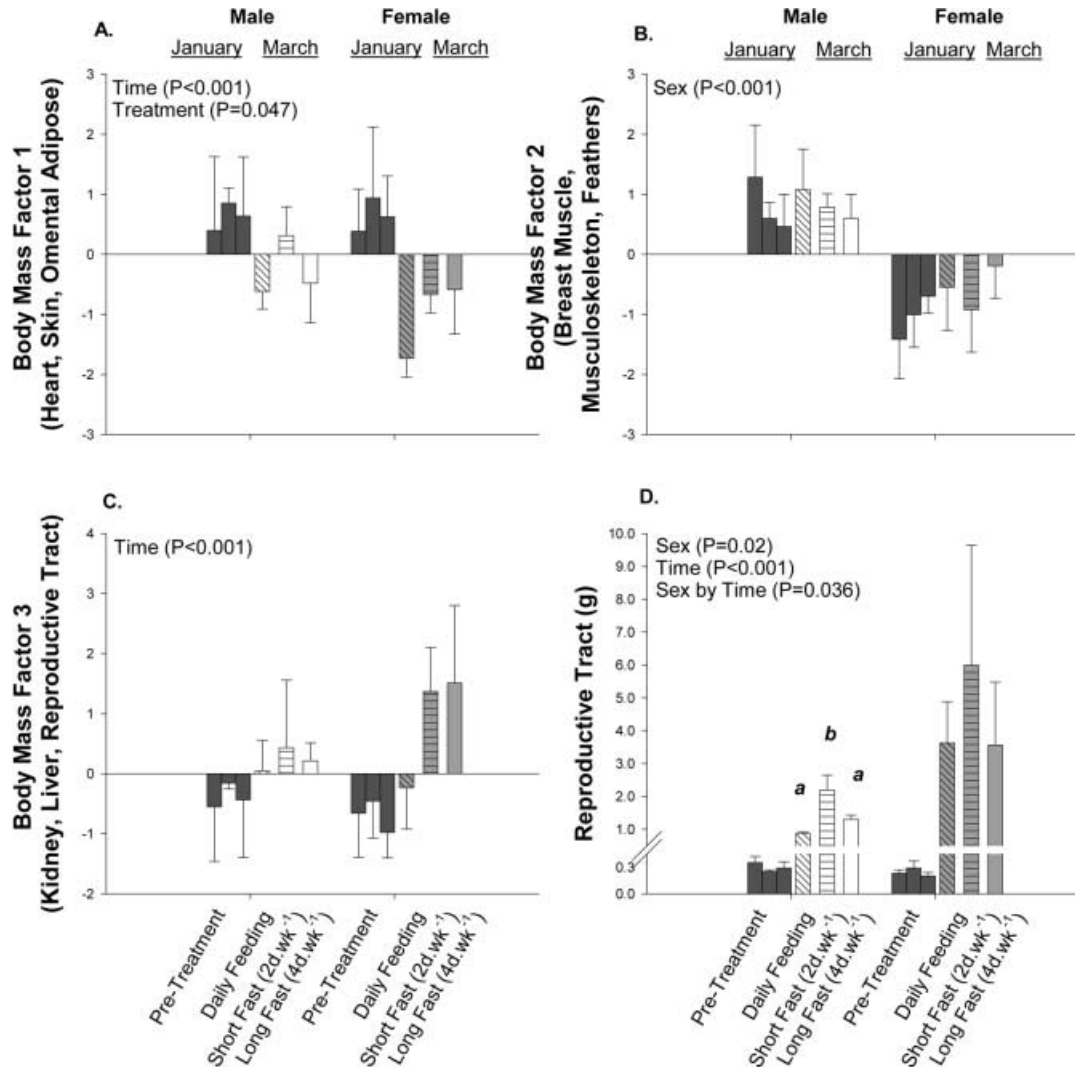 A.
Male Female
January March January March
Time (P<0.001)
Treatment (P=0.047)
Body Mass Factor 1
(Heart, Skin, Omental Adipose)
3
2
1
0
-1
-2
-3
B.
Male Female
January March January March
Sex (P<0.001)
Body Mass Factor 2
(Breast Muscle,
Musculoskeleton, Feathers)
3
2
1
0
-1
-2
-3
C.
Time (P<0.001)
Body Mass Factor 3
(Kidney, Liver, Reproductive Tract)
4
3
2
1
0
-1
-2
Pre-Treatment
Daily Feeding
Short Fast (2d.wk⁻¹)
Long Fast (4d.wk⁻¹)
Pre-Treatment
Daily Feeding
Short Fast (2d.wk⁻¹)
Long Fast (4d.wk⁻¹)
D.
Sex (P=0.02)
Time (P<0.001)
Sex by Time (P=0.036)
Reproductive Tract (g)
10.0
9.0
8.0
7.0
6.0
5.0
4.0
3.0
2.0
1.0
0.3
0.0
a
b
a
Pre-Treatment
Daily Feeding
Short Fast (2d.wk⁻¹)
Long Fast (4d.wk⁻¹)
Pre-Treatment
Daily Feeding
Short Fast (2d.wk⁻¹)
Long Fast (4d.wk⁻¹)